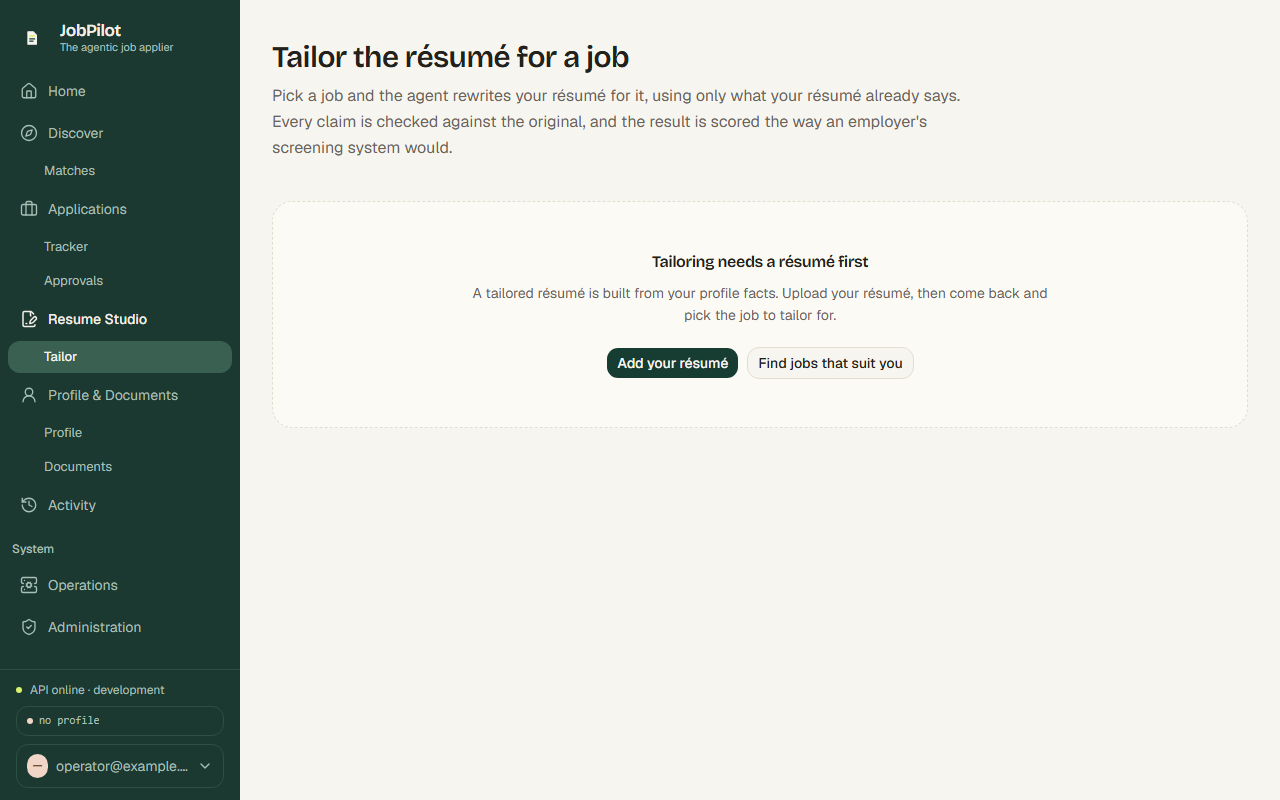 JobPilot
The agentic job applier
Home
Discover
Matches
Applications
Tracker
Approvals
Resume Studio
Tailor
Profile & Documents
Profile
Documents
Activity
System
Operations
Administration
API online · development
no profile
operator@example....
Tailor the résumé for a job
Pick a job and the agent rewrites your résumé for it, using only what your résumé already says.
Every claim is checked against the original, and the result is scored the way an employer's
screening system would.
Tailoring needs a résumé first
A tailored résumé is built from your profile facts. Upload your résumé, then come back and
pick the job to tailor for.
Add your résumé
Find jobs that suit you